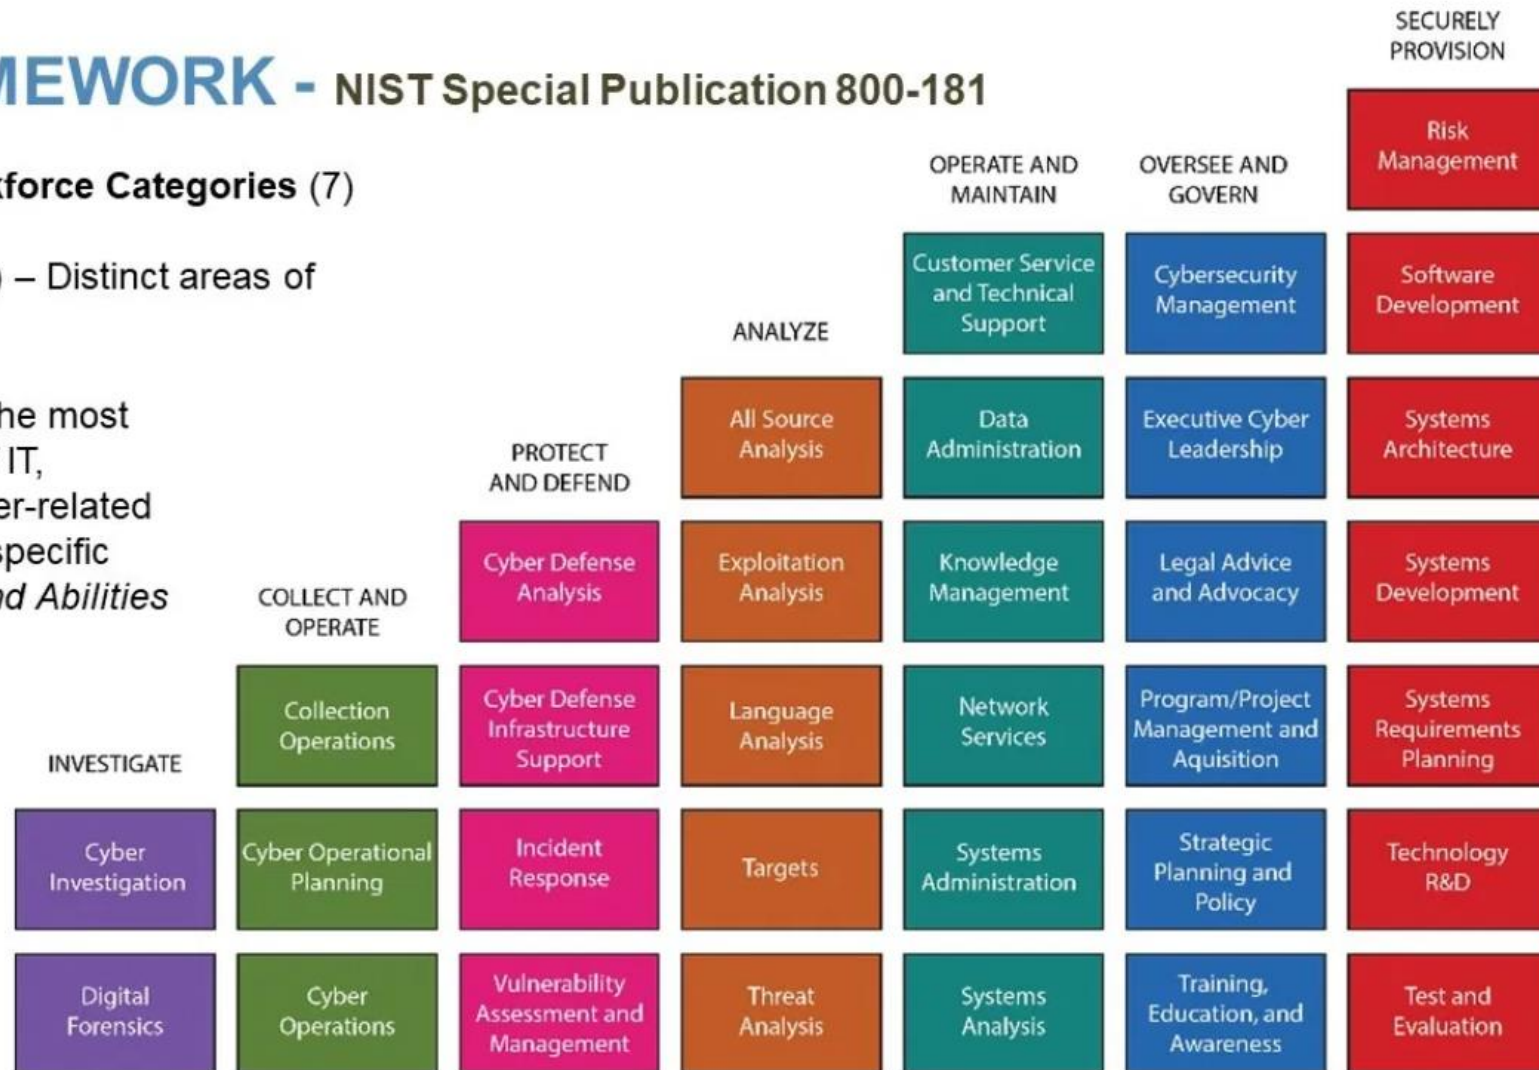 MEWORK - NIST Special Publication 800-181
kforce Categories (7)
) – Distinct areas of
he most
IT,
er-related
specific
nd Abilities
INVESTIGATE
Cyber
Investigation
Digital
Forensics
COLLECT AND
OPERATE
Collection
Operations
Cyber Operational
Planning
Cyber
Operations
PROTECT
AND DEFEND
Cyber Defense
Analysis
Cyber Defense
Infrastructure
Support
Incident
Response
Vulnerability
Assessment and
Management
ANALYZE
All Source
Analysis
Exploitation
Analysis
Language
Analysis
Targets
Threat
Analysis
OPERATE AND
MAINTAIN
Customer Service
and Technical
Support
Data
Administration
Knowledge
Management
Network
Services
Systems
Administration
Systems
Analysis
OVERSEE AND
GOVERN
Cybersecurity
Management
Executive Cyber
Leadership
Legal Advice
and Advocacy
Program/Project
Management and
Aquisition
Strategic
Planning and
Policy
Training,
Education, and
Awareness
SECURELY
PROVISION
Risk
Management
Software
Development
Systems
Architecture
Systems
Development
Systems
Requirements
Planning
Technology
R&D
Test and
Evaluation